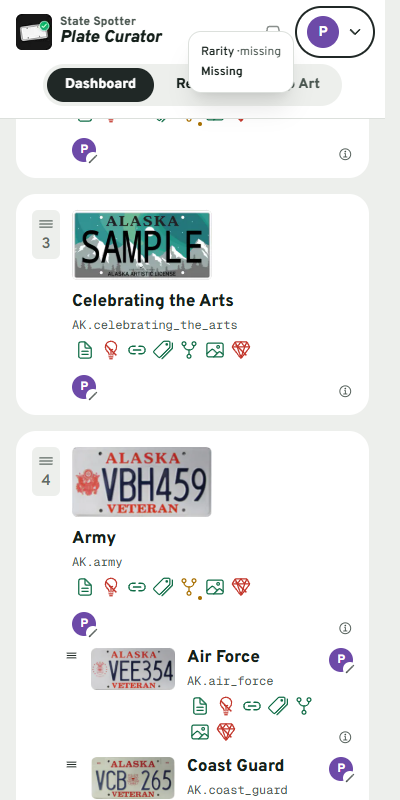 State Spotter
Plate Curator
P
Rarity ·missing
Missing
Dashboard
Re
Art
P
3
ALASKA
SAMPLE
ALASKA ARTISTIC LICENSE
Celebrating the Arts
AK.celebrating_the_arts
P
4
ALASKA
VBH459
VETERAN
Army
AK.army
P
ALASKA
VEE354
VETERAN
Air Force
AK.air_force
P
ALASKA
VCB 265
VETERAN
Coast Guard
AK.coast_guard
P